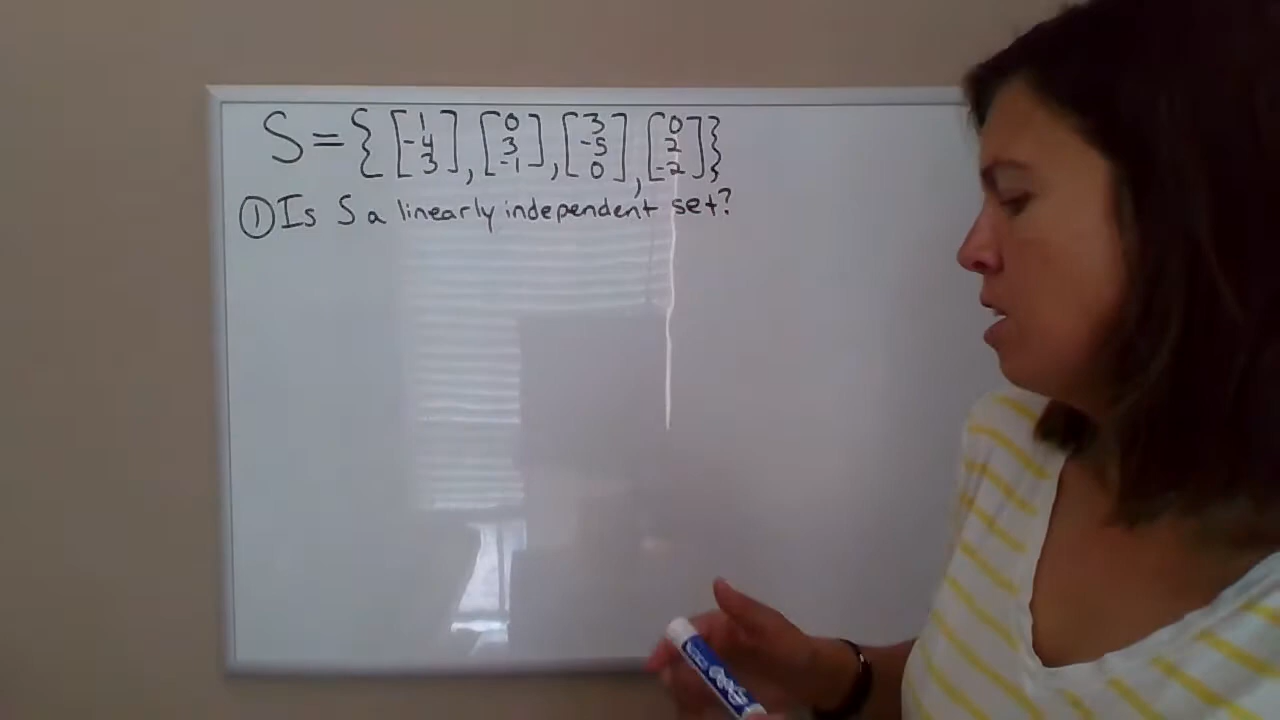 S = { [1 -4 3], [0 3 -1], [3 -5 0], [0 2 -2] }
① Is S a linearly independent set?